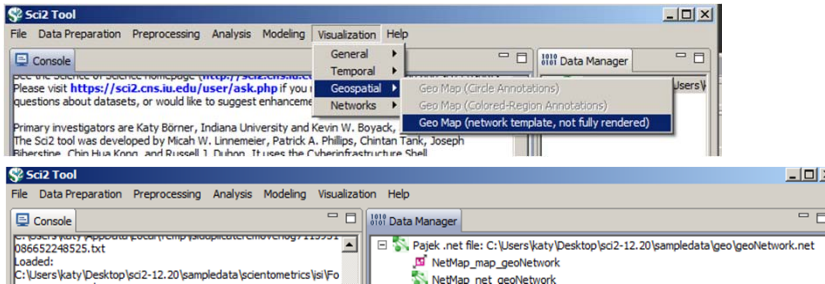 Sci2 Tool
File Data Preparation Preprocessing Analysis Modeling Visualization Help
Console
General
Temporal
Geospatial
Networks
Geo Map (Circle Annotations)
Geo Map (Colored-Region Annotations)
Geo Map (network template, not fully rendered)
Data Manager
Users\
Please visit https://sci2.cns.iu.edu/user/ask.php if you
questions about datasets, or would like to suggest enhanceme
Primary investigators are Katy Börner, Indiana University and Kevin W. Boyack,
The Sci2 tool was developed by Micah W. Linnemeier, Patrick A. Phillips, Chintan Tank, Joseph
Biberstine, Chin Hua Kong, and Russell J. Duhon. It uses the Cyberinfrastructure Shell
Sci2 Tool
File Data Preparation Preprocessing Analysis Modeling Visualization Help
Console
Data Manager
086652248525.txt
Loaded:
C:\Users\katy\Desktop\sci2-12.20\sampledata\scientometrics\isi\Fo
Pajek .net file: C:\Users\katy\Desktop\sci2-12.20\sampledata\geo\geoNetwork.net
NetMap_map_geoNetwork
NetMap_net_geoNetwork